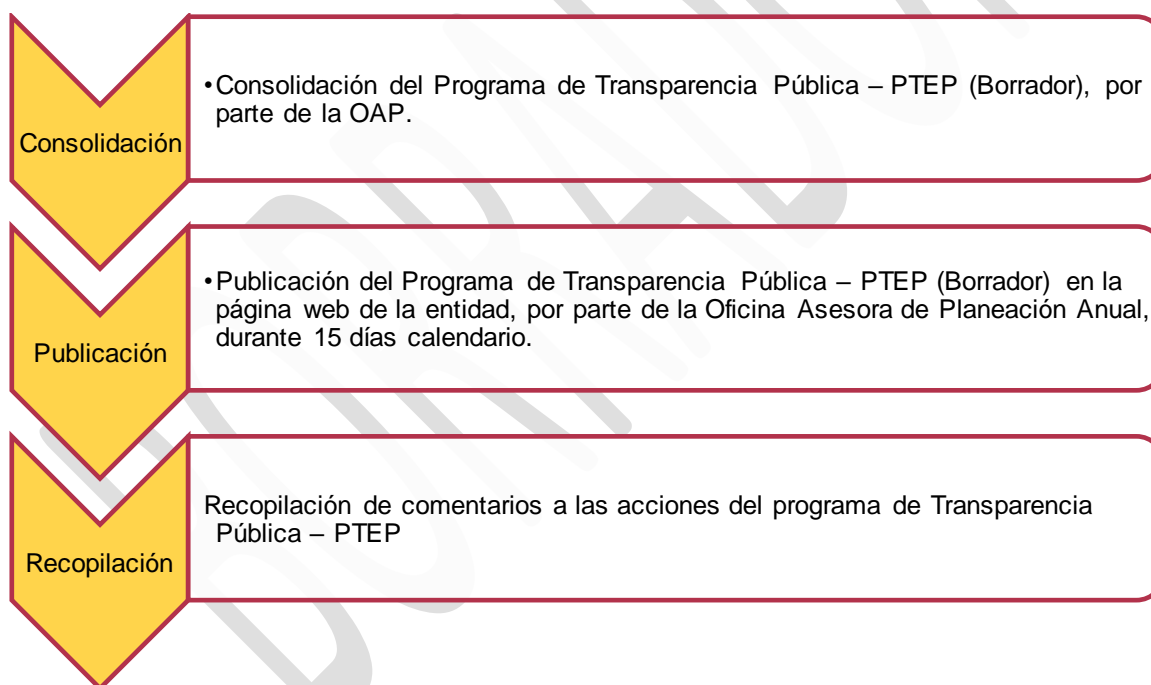 Consolidación
•Consolidación del Programa de Transparencia Pública – PTEP (Borrador), por
parte de la OAP.
Publicación
•Publicación del Programa de Transparencia Pública – PTEP (Borrador) en la
página web de la entidad, por parte de la Oficina Asesora de Planeación Anual,
durante 15 días calendario.
Recopilación
Recopilación de comentarios a las acciones del programa de Transparencia
Pública – PTEP